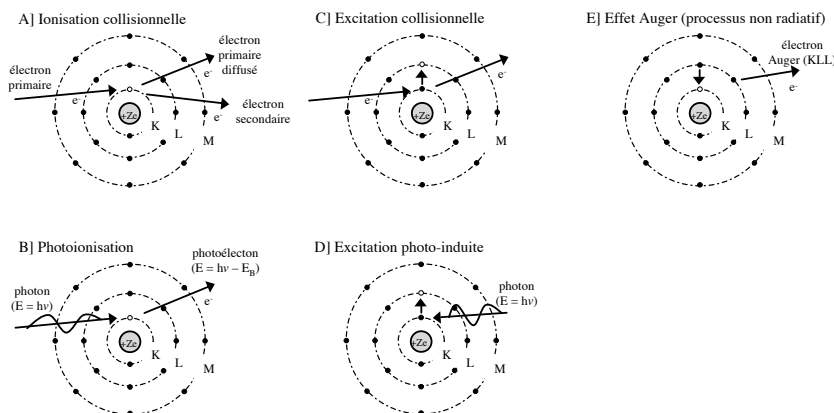 A] Ionisation collisionnelle
électron
primaire
diffusé
e-
électron
primaire
e-
électron
secondaire
e-
+Ze
K
L
M
C] Excitation collisionnelle
e-
e-
+Ze
K
L
M
E] Effet Auger (processus non radiatif)
électron
Auger (KLL)
e-
+Ze
K
L
M
B] Photoionisation
photoélecton
(E = hν – EB)
e-
photon
(E = hν)
+Ze
K
L
M
D] Excitation photo-induite
photon
(E = hν)
+Ze
K
L
M